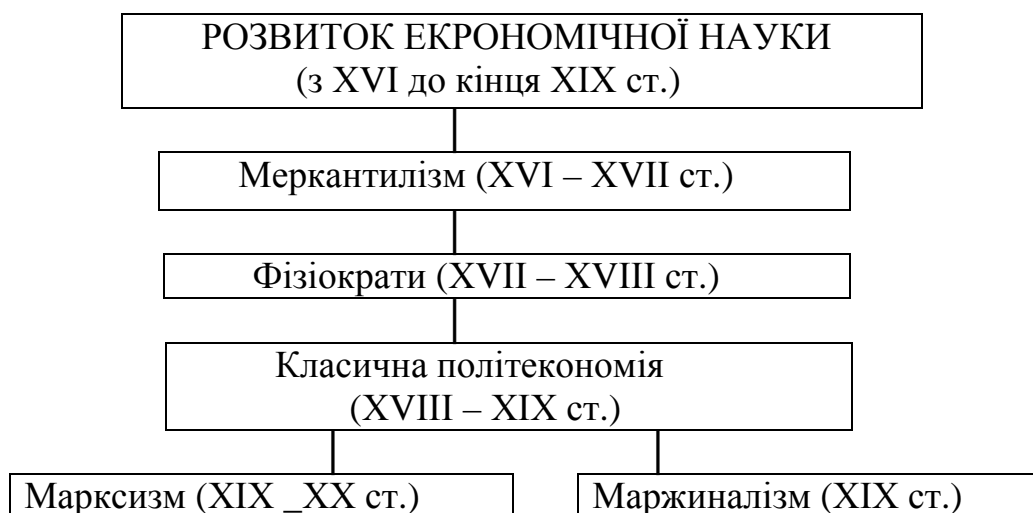 РОЗВИТОК ЕКРОНОМІЧНОЇ НАУКИ
(з XVI до кінця XIX ст.)
Меркантилізм (XVI – XVII ст.)
Фізіократи (XVII – XVIII ст.)
Класична політекономія
(XVIII – XIX ст.)
Марксизм (XIX _XX ст.)
Маржиналізм (XIX ст.)